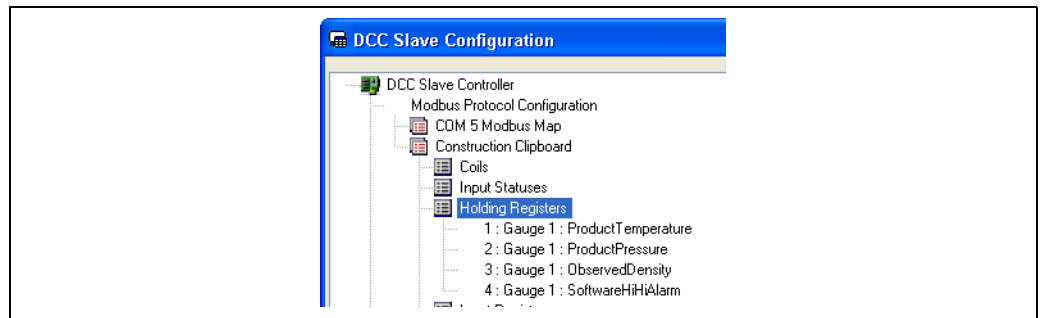 DCC Slave Configuration
DCC Slave Controller
Modbus Protocol Configuration
COM 5 Modbus Map
Construction Clipboard
Coils
Input Statuses
Holding Registers
1 : Gauge 1 : ProductTemperature
2 : Gauge 1 : ProductPressure
3 : Gauge 1 : ObservedDensity
4 : Gauge 1 : SoftwareHiHiAlarm